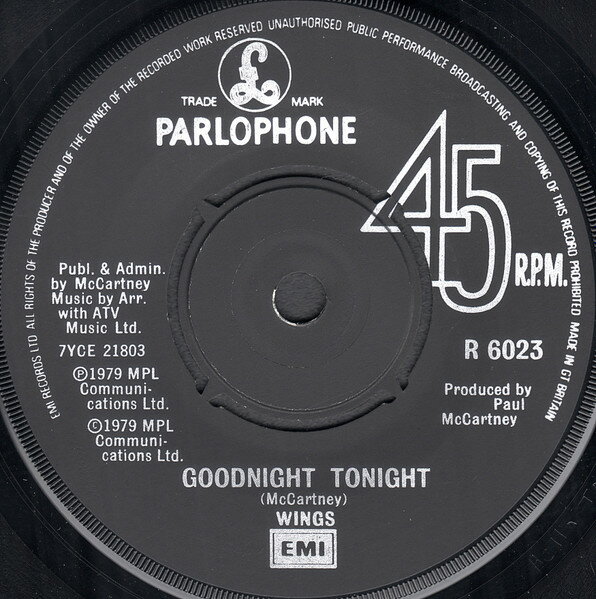 EMI RECORDS LTD ALL RIGHTS OF THE PRODUCER AND OF THE OWNER OF THE RECORDED WORK RESERVED UNAUTHORISED PUBLIC PERFORMANCE BROADCASTING AND COPYING OF THIS RECORD PROHIBITED MADE IN GT BRITAIN
£
TRADE MARK
PARLOPHONE
45
R.P.M.
Publ. & Admin.
by McCartney
Music by Arr.
with ATV
Music Ltd.
7YCE 21803
Ⓟ1979 MPL
Communi-
cations Ltd.
©1979 MPL
Communi-
cations Ltd.
R 6023
Produced by
Paul
McCartney
GOODNIGHT TONIGHT
(McCartney)
WINGS
EMI